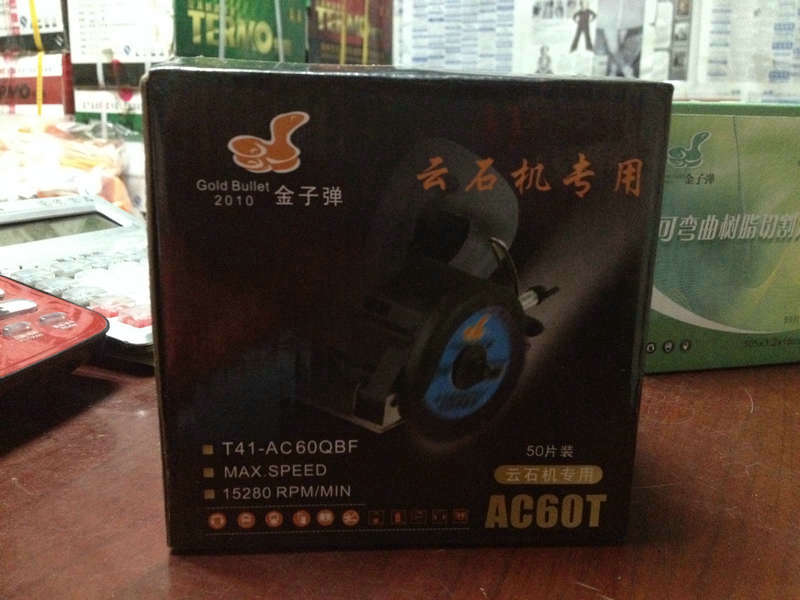 TERMO
Gold Bullet
2010
金子弹
云石机专用
金子弹
可弯曲树脂切割
T41-AC60QBF
MAX.SPEED
15280 RPM/MIN
50片装
云石机专用
AC60T